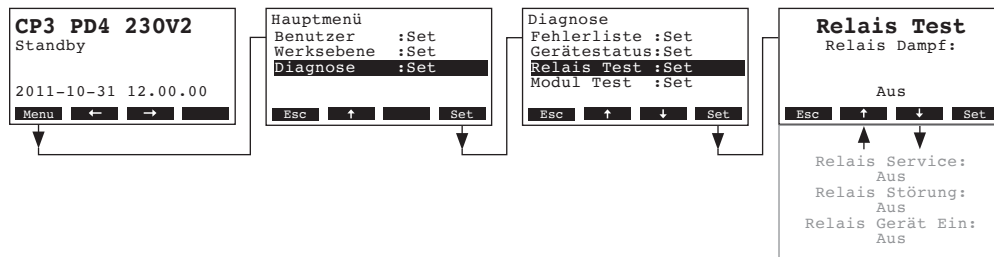 CP3 PD4 230V2
Standby
2011-10-31 12.00.00
Menu ← →
Hauptmenü
Benutzer :Set
Werksebene :Set
Diagnose :Set
Esc ↑ Set
Diagnose
Fehlerliste :Set
Gerätestatus:Set
Relais Test :Set
Modul Test :Set
Esc ↑ ↓ Set
Relais Test
Relais Dampf:
Aus
Esc ↑ ↓ Set
Relais Service:
Aus
Relais Störung:
Aus
Relais Gerät Ein:
Aus